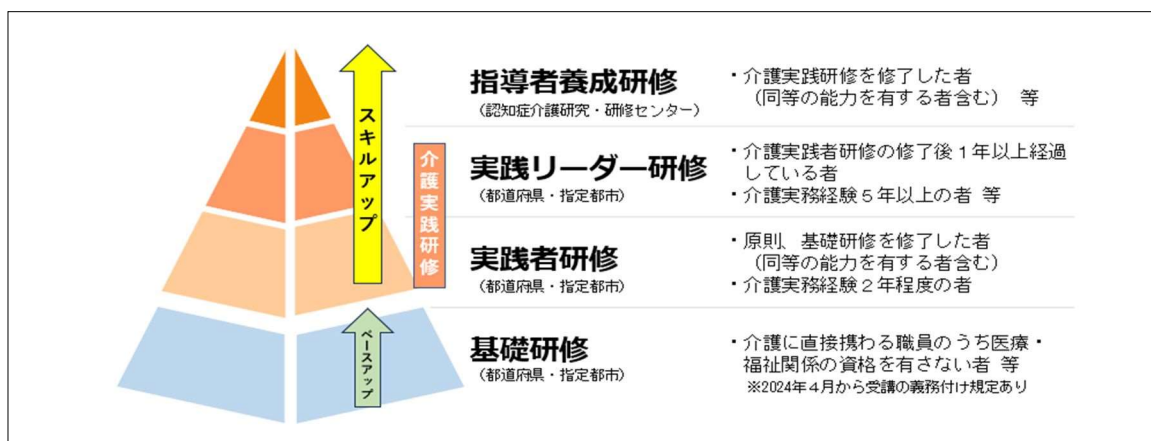 スキルアップ
ベースアップ
介護実践研修
指導者養成研修
（認知症介護研究・研修センター）
・介護実践研修を修了した者
（同等の能力を有する者含む） 等
実践リーダー研修
（都道府県・指定都市）
・介護実践者研修の修了後１年以上経過
している者
・介護実務経験５年以上の者 等
実践者研修
（都道府県・指定都市）
・原則、基礎研修を修了した者
（同等の能力を有する者含む）
・介護実務経験２年程度の者
基礎研修
（都道府県・指定都市）
・介護に直接携わる職員のうち医療・
福祉関係の資格を有さない者 等
※2024年４月から受講の義務付け規定あり